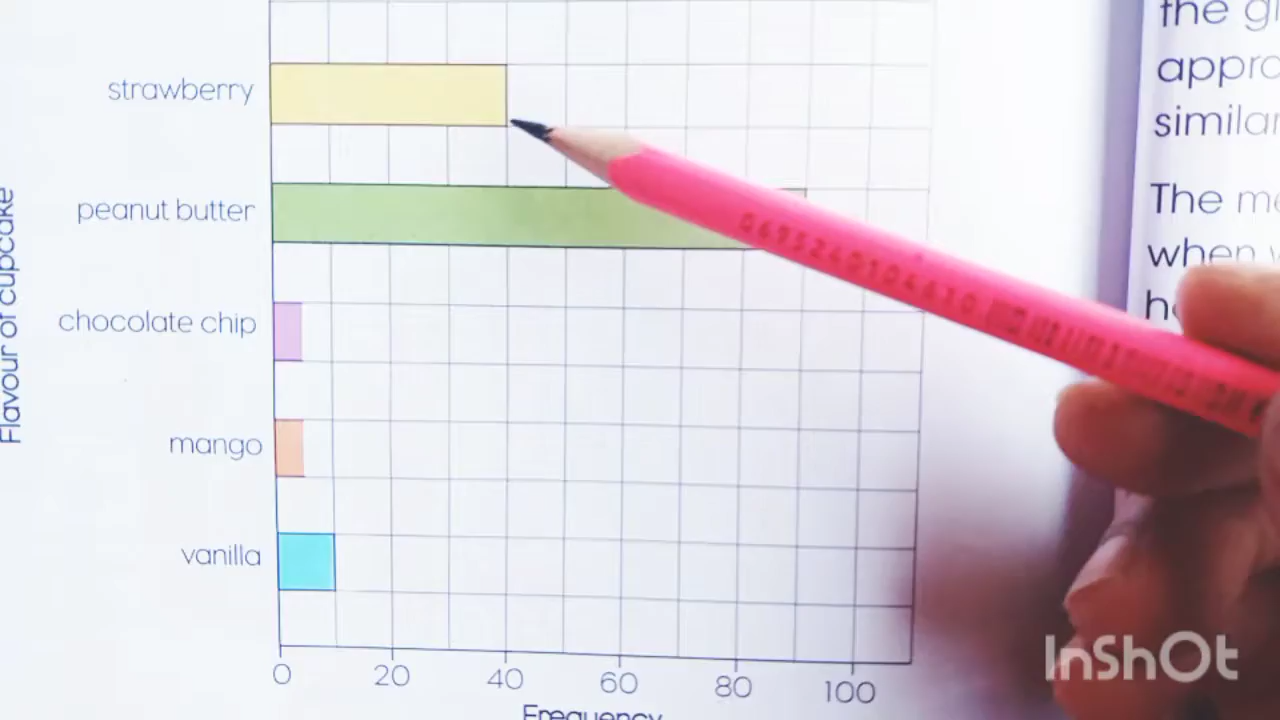 strawberry
peanut butter
chocolate chip
mango
vanilla
Flavour of cupcake
0 20 40 60 80 100
Frequency
the
appro
similar
The
when
InShOt